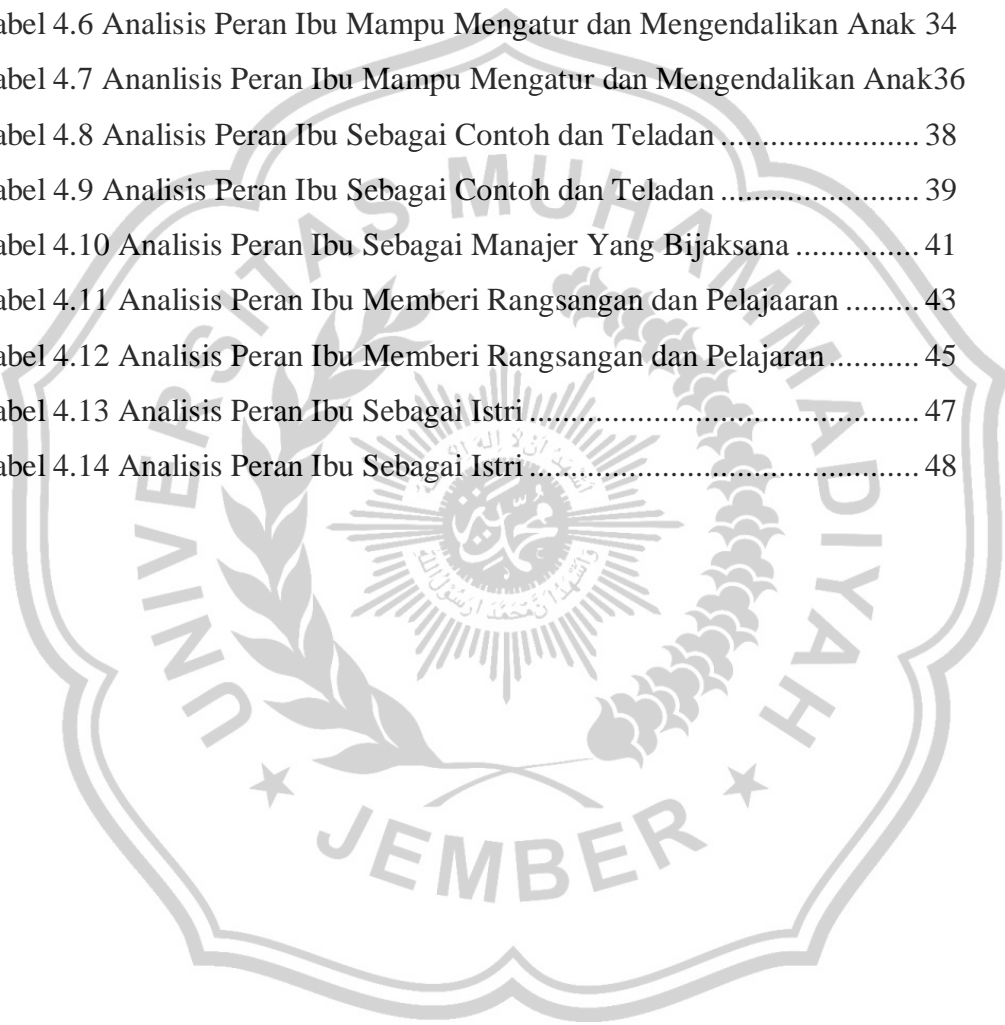 abel 4.6 Analisis Peran Ibu Mampu Mengatur dan Mengendalikan Anak 34
abel 4.7 Ananlisis Peran Ibu Mampu Mengatur dan Mengendalikan Anak36
abel 4.8 Analisis Peran Ibu Sebagai Contoh dan Teladan ....................... 38
abel 4.9 Analisis Peran Ibu Sebagai Contoh dan Teladan ....................... 39
abel 4.10 Analisis Peran Ibu Sebagai Manajer Yang Bijaksana .............. 41
abel 4.11 Analisis Peran Ibu Memberi Rangsangan dan Pelajaaran ......... 43
abel 4.12 Analisis Peran Ibu Memberi Rangsangan dan Pelajaran ........... 45
abel 4.13 Analisis Peran Ibu Sebagai Istri ............................................. 47
abel 4.14 Analisis Peran Ibu Sebagai Istri ............................................. 48
UNIVERSITAS MUHAMMADIYAH
JEMBER